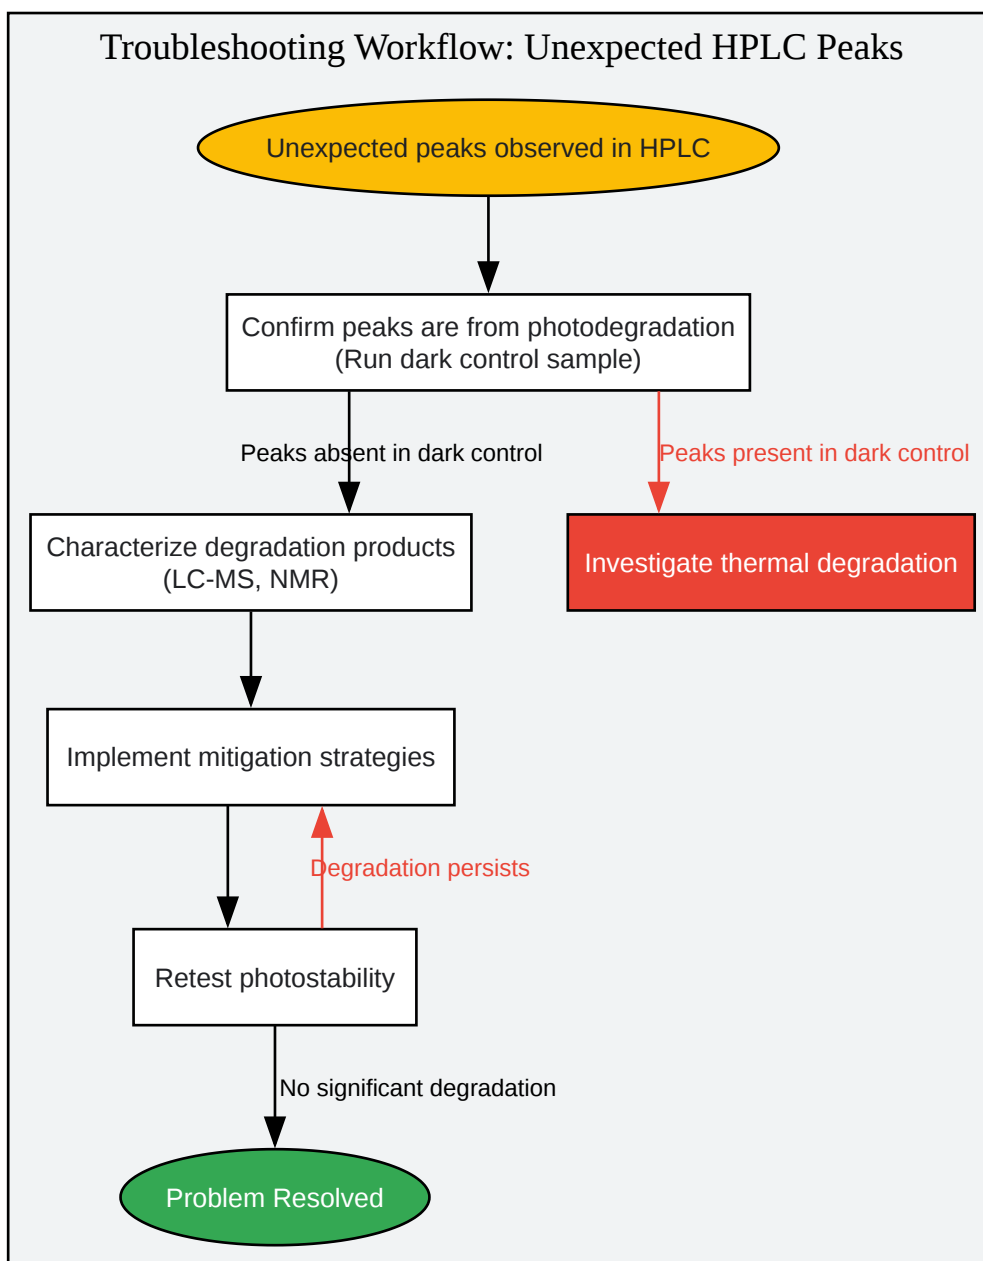 Troubleshooting Workflow: Unexpected HPLC Peaks
Unexpected peaks observed in HPLC
Confirm peaks are from photodegradation
(Run dark control sample)
Peaks absent in dark control
Peaks present in dark control
Characterize degradation products
(LC-MS, NMR)
Investigate thermal degradation
Implement mitigation strategies
Degradation persists
Retest photostability
No significant degradation
Problem Resolved